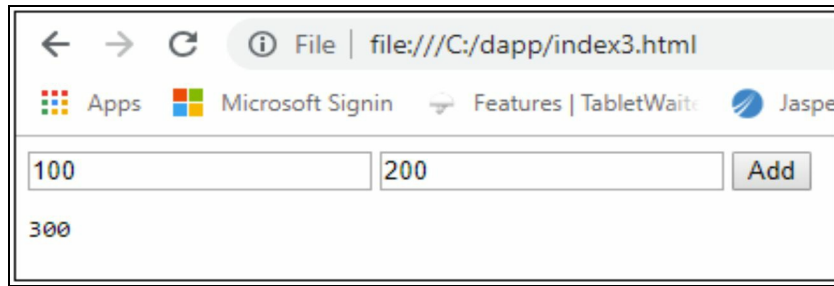 File file:///C:/dapp/index3.html
Apps Microsoft Signin Features | TabletWaite Jaspe
100 200 Add
300